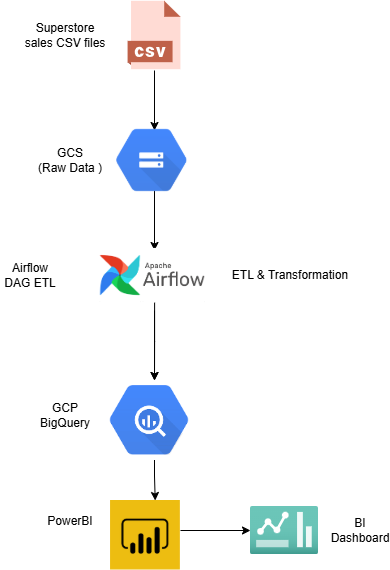 Superstore
sales CSV files
CSV
GCS
(Raw Data )
Airflow
DAG ETL
Apache
Airflow
ETL & Transformation
GCP
BigQuery
PowerBI
BI
Dashboard